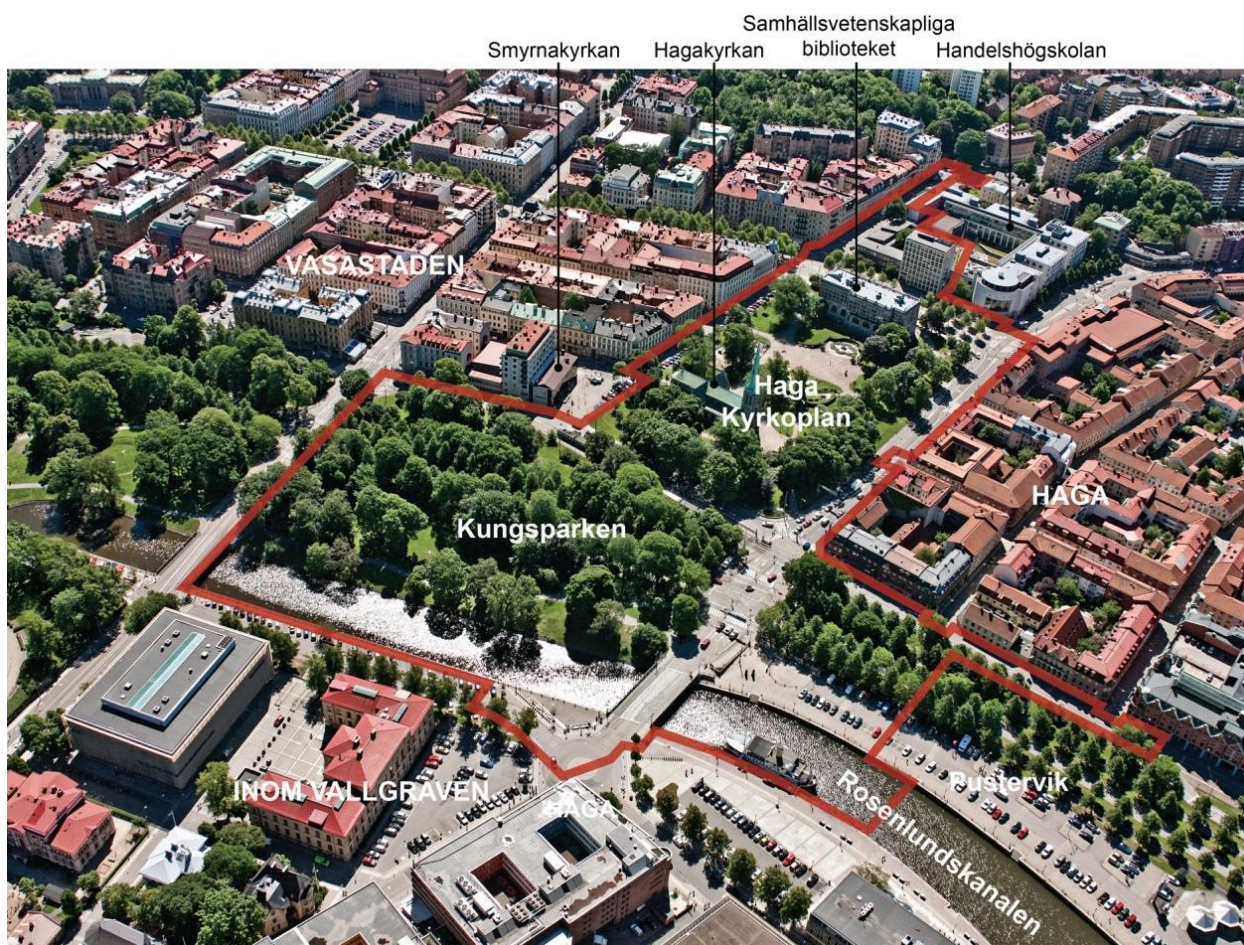 Samhällsvetenskapliga
biblioteket
Smyrnakyrkan
Hagakyrkan
Handelshögskolan
VASASTADEN
Haga
Kyrkoplan
HAGA
Kungsparken
INOM VALLGRAVEN
HAGA
Pustervik
Rosenlundskanalen